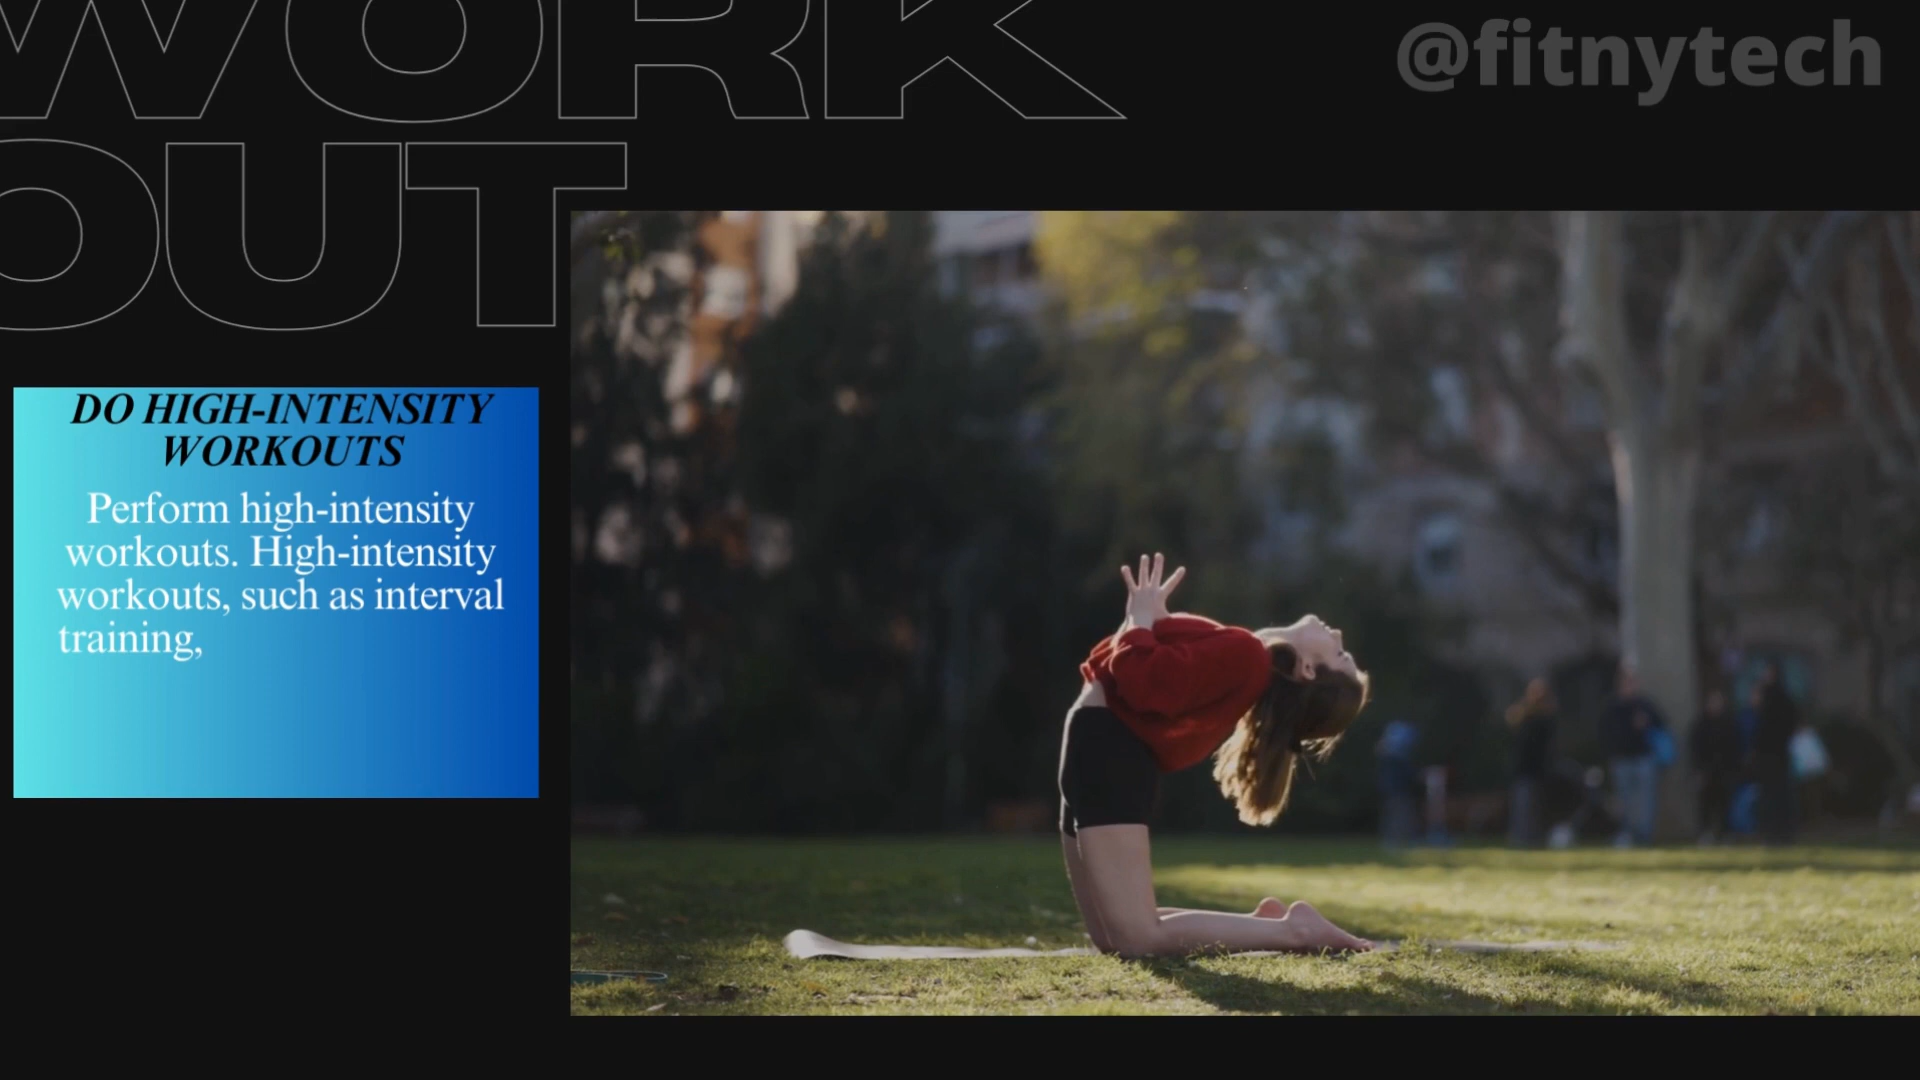 WORK
OUT
@fitnytech
DO HIGH-INTENSITY
WORKOUTS
Perform high-intensity
workouts. High-intensity
workouts, such as interval
training,